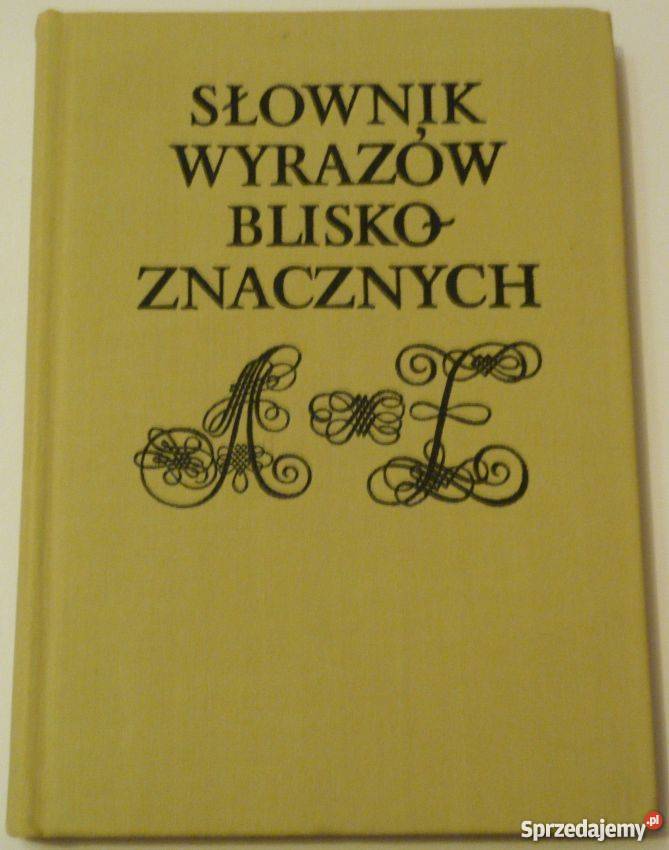 SŁOWNIK
WYRAZÓW
BLISKO-
ZNACZNYCH
A-Ż
Sprzedajemy.pl